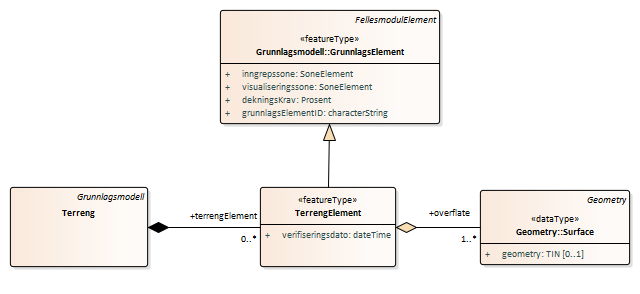 FellesmodulElement
«featureType»
Grunnlagsmodell::GrunnlagsElement
+ inngrepssone: SoneElement
+ visualiseringssone: SoneElement
+ dekningsKrav: Prosent
+ grunnlagsElementID: characterString
Grunnlagsmodell
Terreng
+terrengElement
0..*
«featureType»
TerrengElement
+ verifiseringsdato: dateTime
+overflate
1..*
Geometry
«dataType»
Geometry::Surface
+ geometry: TIN [0..1]